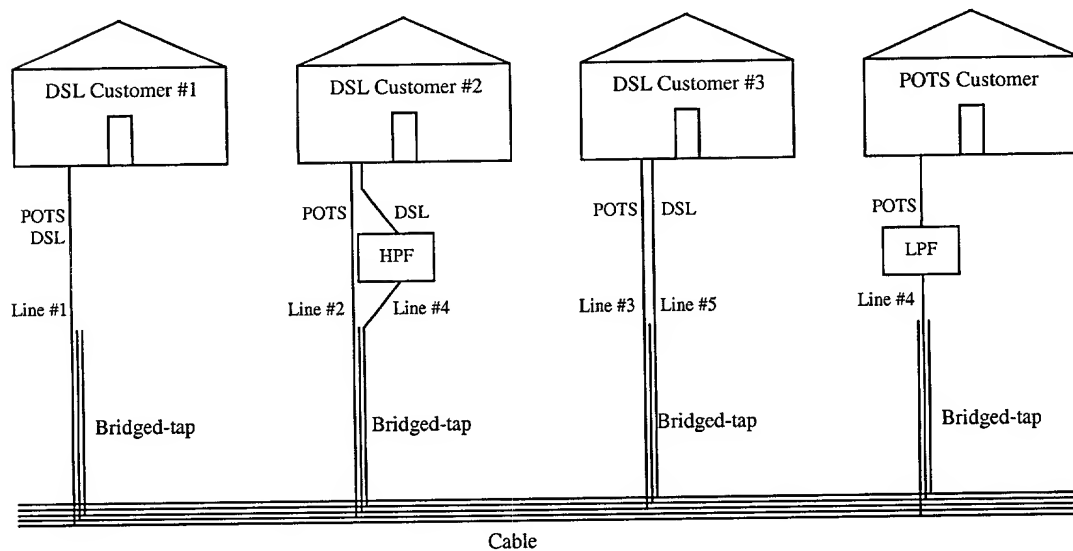 DSL Customer #1
DSL Customer #2
DSL Customer #3
POTS Customer
POTS
DSL
POTS
DSL
POTS
DSL
POTS
HPF
LPF
Line #1
Line #2
Line #4
Line #3
Line #5
Line #4
Bridged-tap
Bridged-tap
Bridged-tap
Bridged-tap
Cable